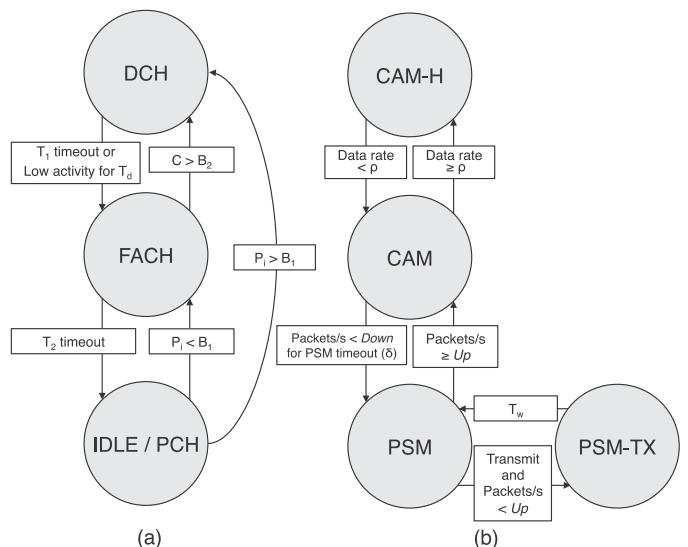 DCH
T1 timeout or
Low activity for Td
C > B2
FACH
Pi > B1
T2 timeout
Pi < B1
IDLE / PCH
(a)
CAM-H
Data rate
< ρ
Data rate
≥ ρ
CAM
Packets/s < Down
for PSM timeout (δ)
Packets/s
≥ Up
Tw
PSM
PSM-TX
Transmit
and
Packets/s
< Up
(b)